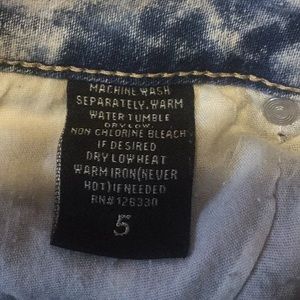 MACHINE WASH
SEPARATELY. WARM
WATER TUMBLE
DRY LOW
NON CHLORINE BLEACH
IF DESIRED
DRY LOW HEAT
WARM IRON(NEVER
HOT) IF NEEDED
RN# 126330
5